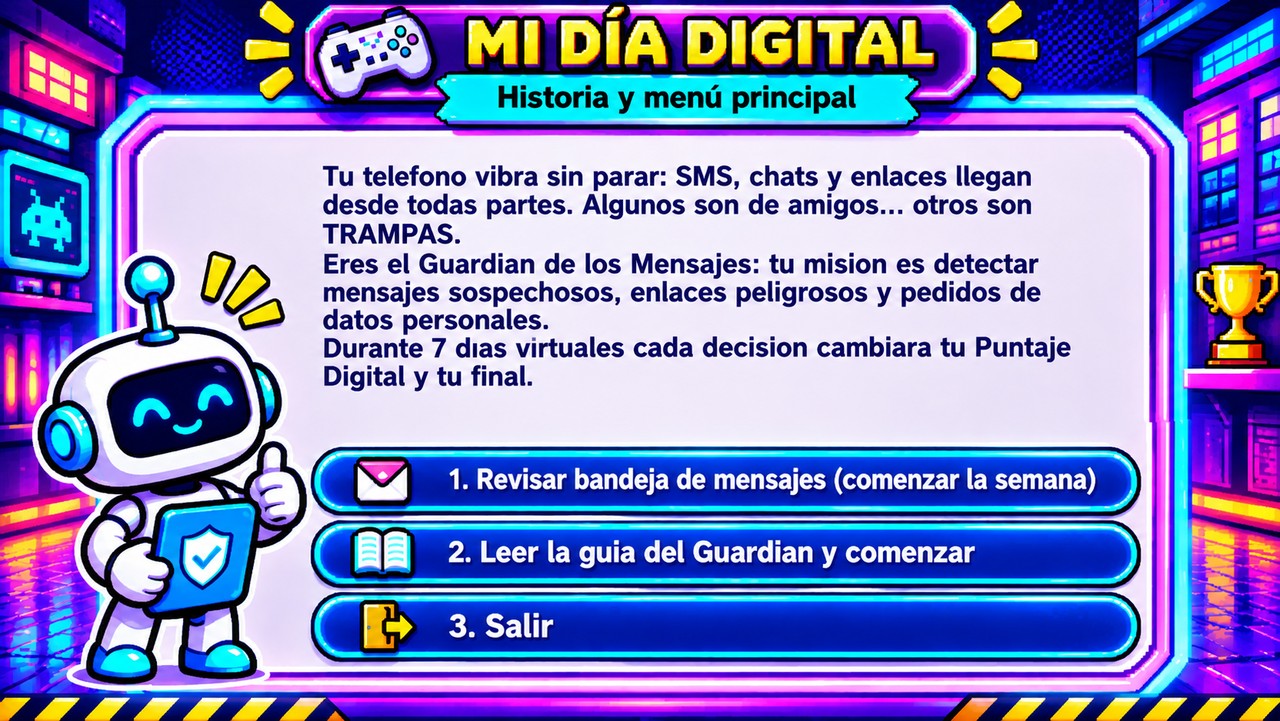 MI DÍA DIGITAL
Historia y menú principal
Tu telefono vibra sin parar: SMS, chats y enlaces llegan
desde todas partes. Algunos son de amigos... otros son
TRAMPAS.
Eres el Guardian de los Mensajes: tu mision es detectar
mensajes sospechosos, enlaces peligrosos y pedidos de
datos personales.
Durante 7 dıas virtuales cada decision cambiara tu Puntaje
Digital y tu final.
1. Revisar bandeja de mensajes (comenzar la semana)
2. Leer la guia del Guardian y comenzar
3. Salir